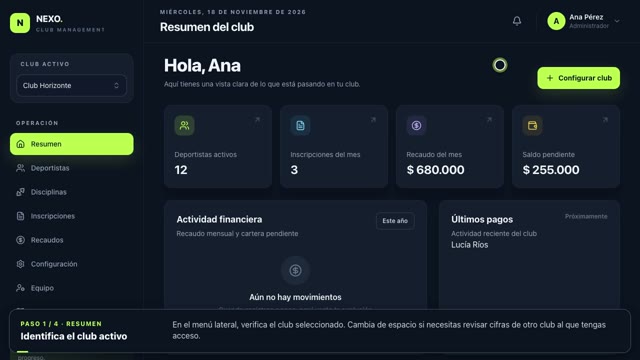 N
NEXO.
CLUB MANAGEMENT
CLUB ACTIVO
Club Horizonte
OPERACIÓN
Resumen
Deportistas
Disciplinas
Inscripciones
Recaudos
Configuración
Equipo
MIÉRCOLES, 18 DE NOVIEMBRE DE 2026
Resumen del club
A
Ana Pérez
Administrador
Hola, Ana
Aquí tienes una vista clara de lo que está pasando en tu club.
Configurar club
Deportistas activos
12
Inscripciones del mes
3
Recaudo del mes
$ 680.000
Saldo pendiente
$ 255.000
Actividad financiera
Recaudo mensual y cartera pendiente
Este año
Aún no hay movimientos
Últimos pagos
Próximamente
Actividad reciente del club
Lucía Ríos
PASO 1 / 4 · RESUMEN
Identifica el club activo
En el menú lateral, verifica el club seleccionado. Cambia de espacio si necesitas revisar cifras de otro club al que tengas
acceso.
progreso.